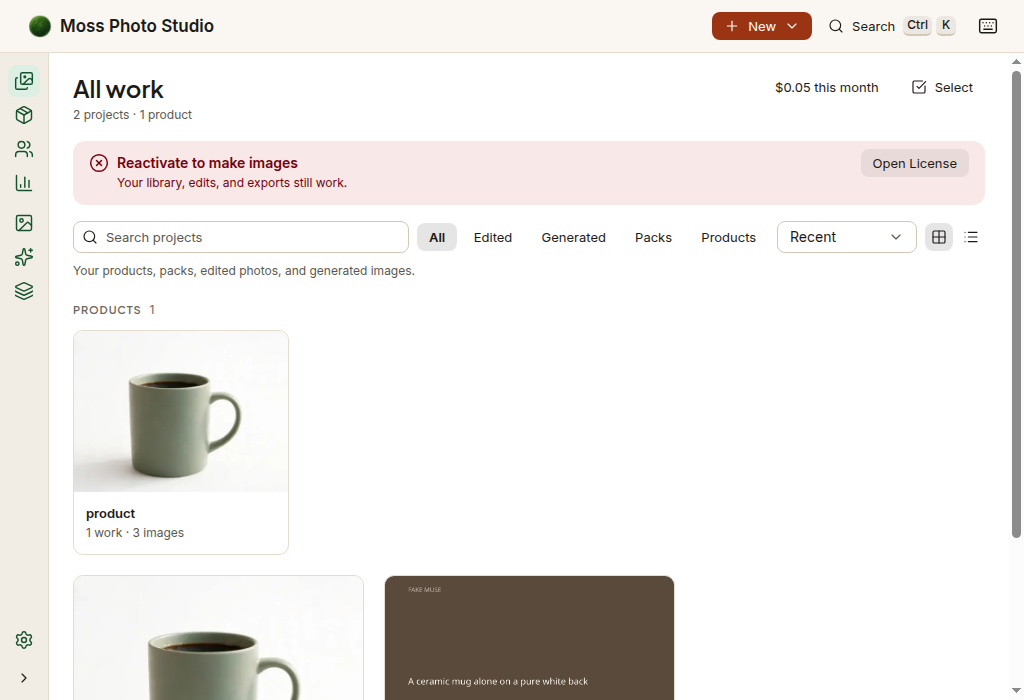 Moss Photo Studio
New
Search Ctrl K
All work
2 projects · 1 product
$0.05 this month
Select
Reactivate to make images
Your library, edits, and exports still work.
Open License
Search projects
All
Edited
Generated
Packs
Products
Recent
Your products, packs, edited photos, and generated images.
PRODUCTS 1
product
1 work · 3 images
FAKE MUSE
A ceramic mug alone on a pure white back